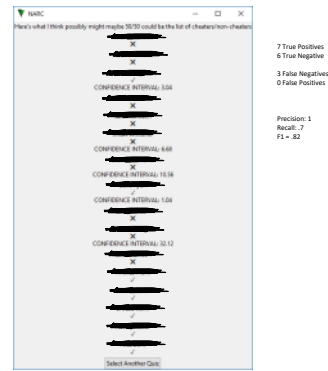 NARC
Here's what I think possibly might maybe 50/50 could be the list of cheaters/non-cheaters
CONFIDENCE INTERVAL: 3.04
CONFIDENCE INTERVAL: 6.60
CONFIDENCE INTERVAL: 10.56
CONFIDENCE INTERVAL: 1.04
CONFIDENCE INTERVAL: 32.12
Select Another Quiz
7 True Positives
6 True Negative
3 False Negatives
0 False Positives
Precision: 1
Recall: .7
F1 = .82